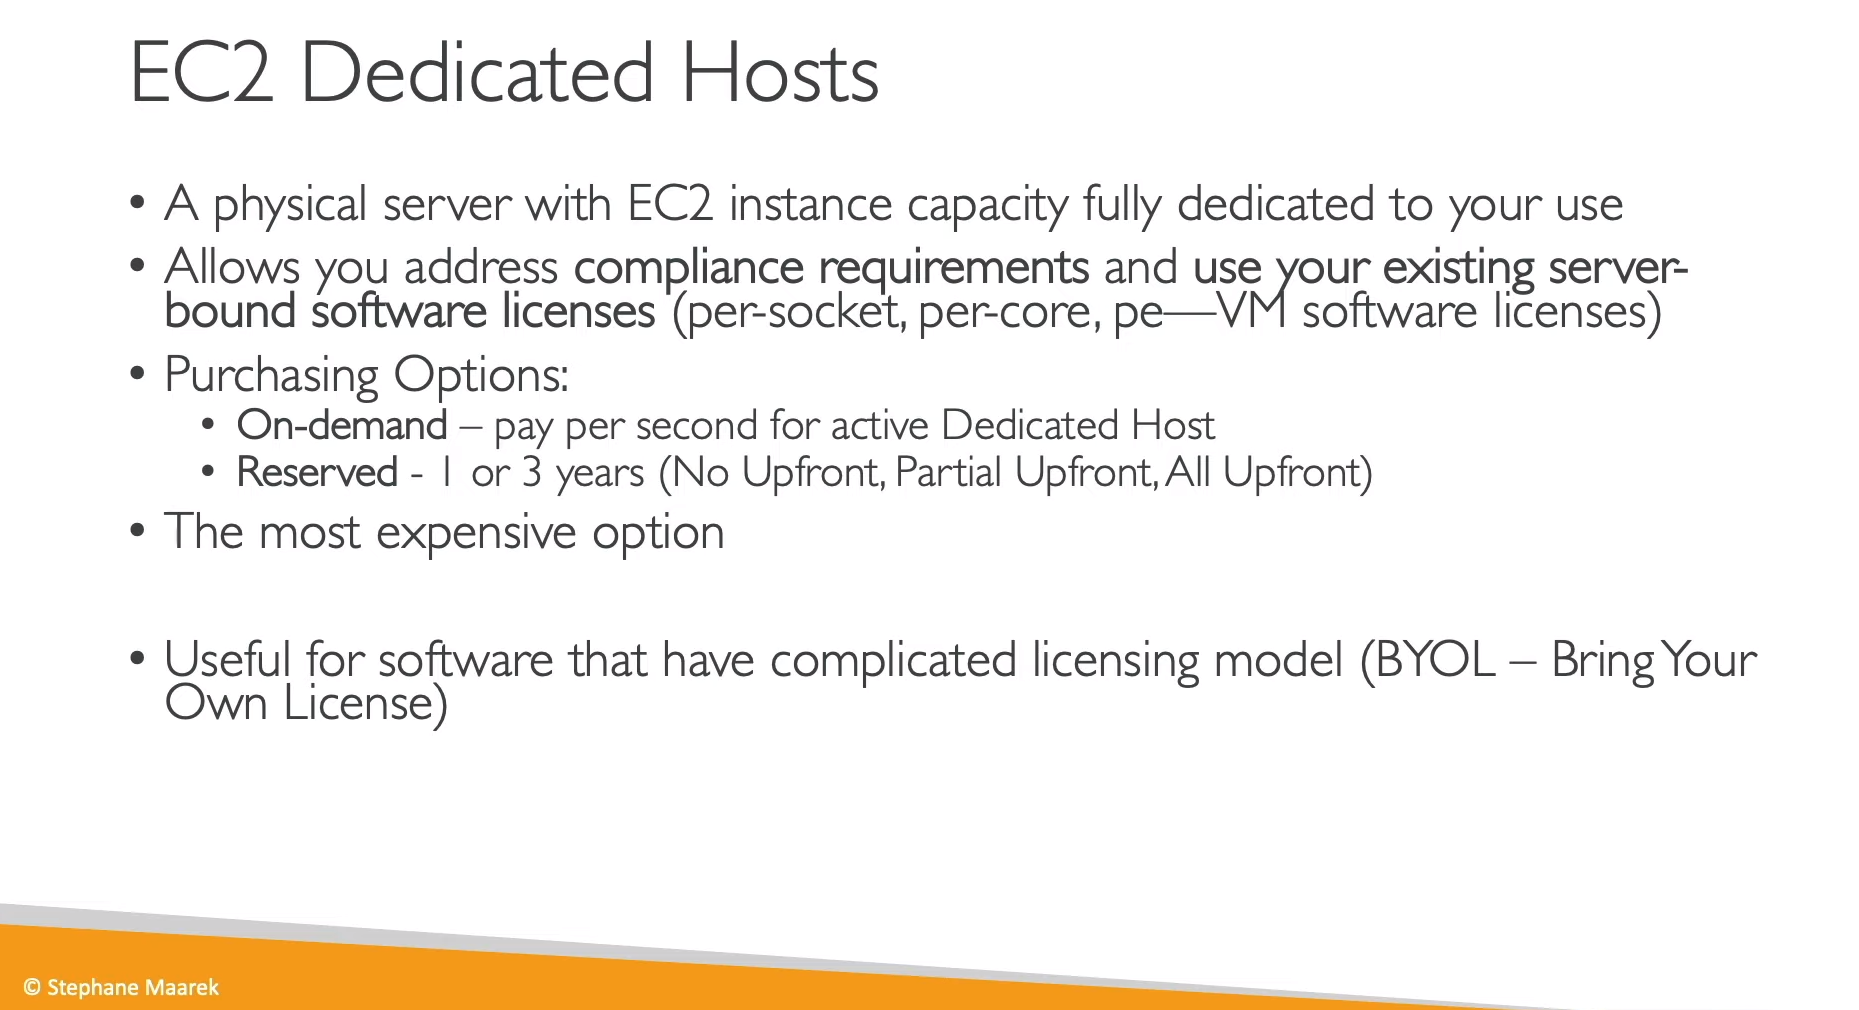 EC2 Dedicated Hosts
• A physical server with EC2 instance capacity fully dedicated to your use
• Allows you address compliance requirements and use your existing server-
bound software licenses (per-socket, per-core, pe—VM software licenses)
• Purchasing Options:
• On-demand – pay per second for active Dedicated Host
• Reserved - 1 or 3 years (No Upfront, Partial Upfront, All Upfront)
• The most expensive option
• Useful for software that have complicated licensing model (BYOL – Bring Your
Own License)
© Stephane Maarek